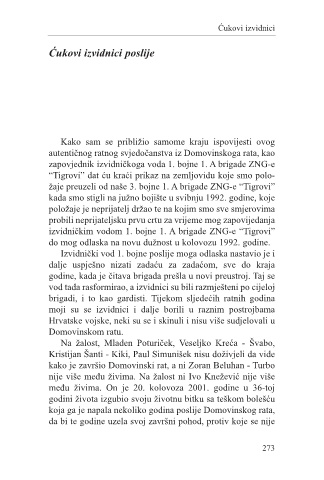 Ćukovi izvidnici
Ćukovi izvidnici poslije
Kako sam se približio samome kraju ispovijesti ovog
autentičnog ratnog svjedočanstva iz Domovinskoga rata, kao
zapovjednik izvidničkoga voda 1. bojne 1. A brigade ZNG-e
“Tigrovi” dat ću kraći prikaz na zemljovidu koje smo polo-
žaje preuzeli od naše 3. bojne 1. A brigade ZNG-e “Tigrovi”
kada smo stigli na južno bojište u svibnju 1992. godine, koje
položaje je neprijatelj držao te na kojim smo sve smjerovima
probili neprijateljsku prvu crtu za vrijeme mog zapovijedanja
izvidničkim vodom 1. bojne 1. A brigade ZNG-e “Tigrovi”
do mog odlaska na novu dužnost u kolovozu 1992. godine.
Izvidnički vod 1. bojne poslije moga odlaska nastavio je i
dalje uspješno nizati zadaću za zadaćom, sve do kraja
godine, kada je čitava brigada prešla u novi preustroj. Taj se
vod tada rasformirao, a izvidnici su bili razmješteni po cijeloj
brigadi, i to kao gardisti. Tijekom sljedećih ratnih godina
moji su se izvidnici i dalje borili u raznim postrojbama
Hrvatske vojske, neki su se i skinuli i nisu više sudjelovali u
Domovinskom ratu.
Na žalost, Mladen Poturiček, Veseljko Kreća - Švabo,
Kristijan Šanti - Kiki, Paul Simunišek nisu doživjeli da vide
kako je završio Domovinski rat, a ni Zoran Beluhan - Turbo
nije više među živima. Na žalost ni Ivo Knežević nije više
među živima. On je 20. kolovoza 2001. godine u 36-toj
godini života izgubio svoju životnu bitku sa teškom bolešću
koja ga je napala nekoliko godina poslije Domovinskog rata,
da bi te godine uzela svoj završni pohod, protiv koje se nije
273